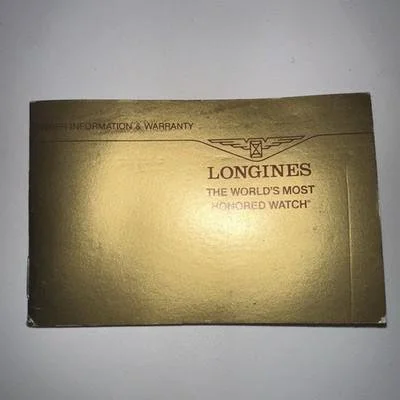 INFORMATION & WARRANTY
LONGINES
THE WORLD'S MOST
HONORED WATCH®